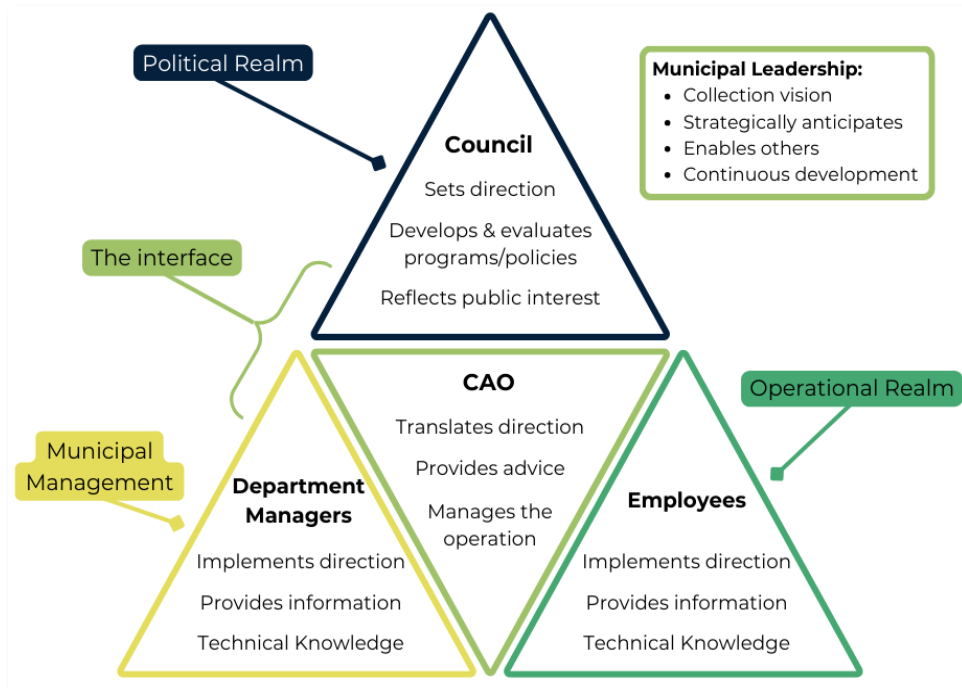 Political Realm
Municipal Leadership:
• Collection vision
• Strategically anticipates
• Enables others
• Continuous development
Council
Sets direction
Develops & evaluates
programs/policies
Reflects public interest
The interface
CAO
Translates direction
Provides advice
Manages the
operation
Operational Realm
Municipal
Management
Department
Managers
Implements direction
Provides information
Technical Knowledge
Employees
Implements direction
Provides information
Technical Knowledge